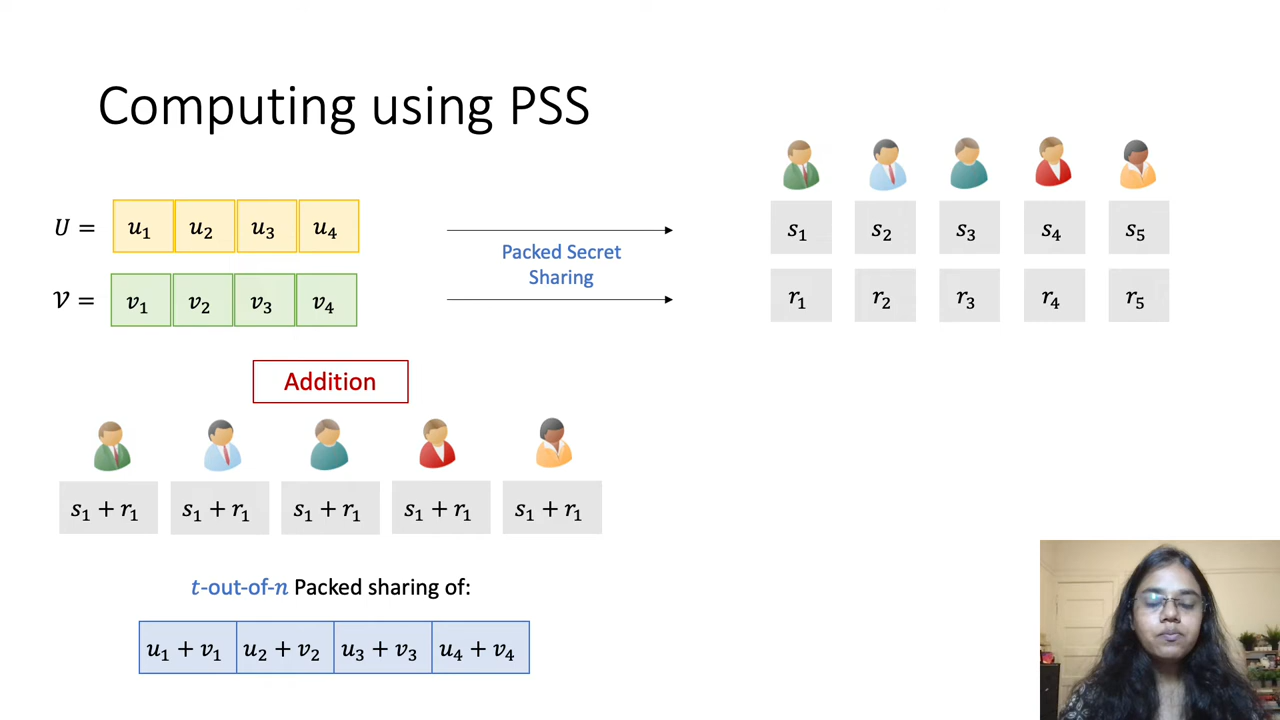 Computing using PSS
U = u₁ u₂ u₃ u₄
V = v₁ v₂ v₃ v₄
Packed Secret
Sharing
s₁ s₂ s₃ s₄ s₅
r₁ r₂ r₃ r₄ r₅
Addition
s₁ + r₁ s₁ + r₁ s₁ + r₁ s₁ + r₁ s₁ + r₁
t-out-of-n Packed sharing of:
u₁ + v₁ u₂ + v₂ u₃ + v₃ u₄ + v₄